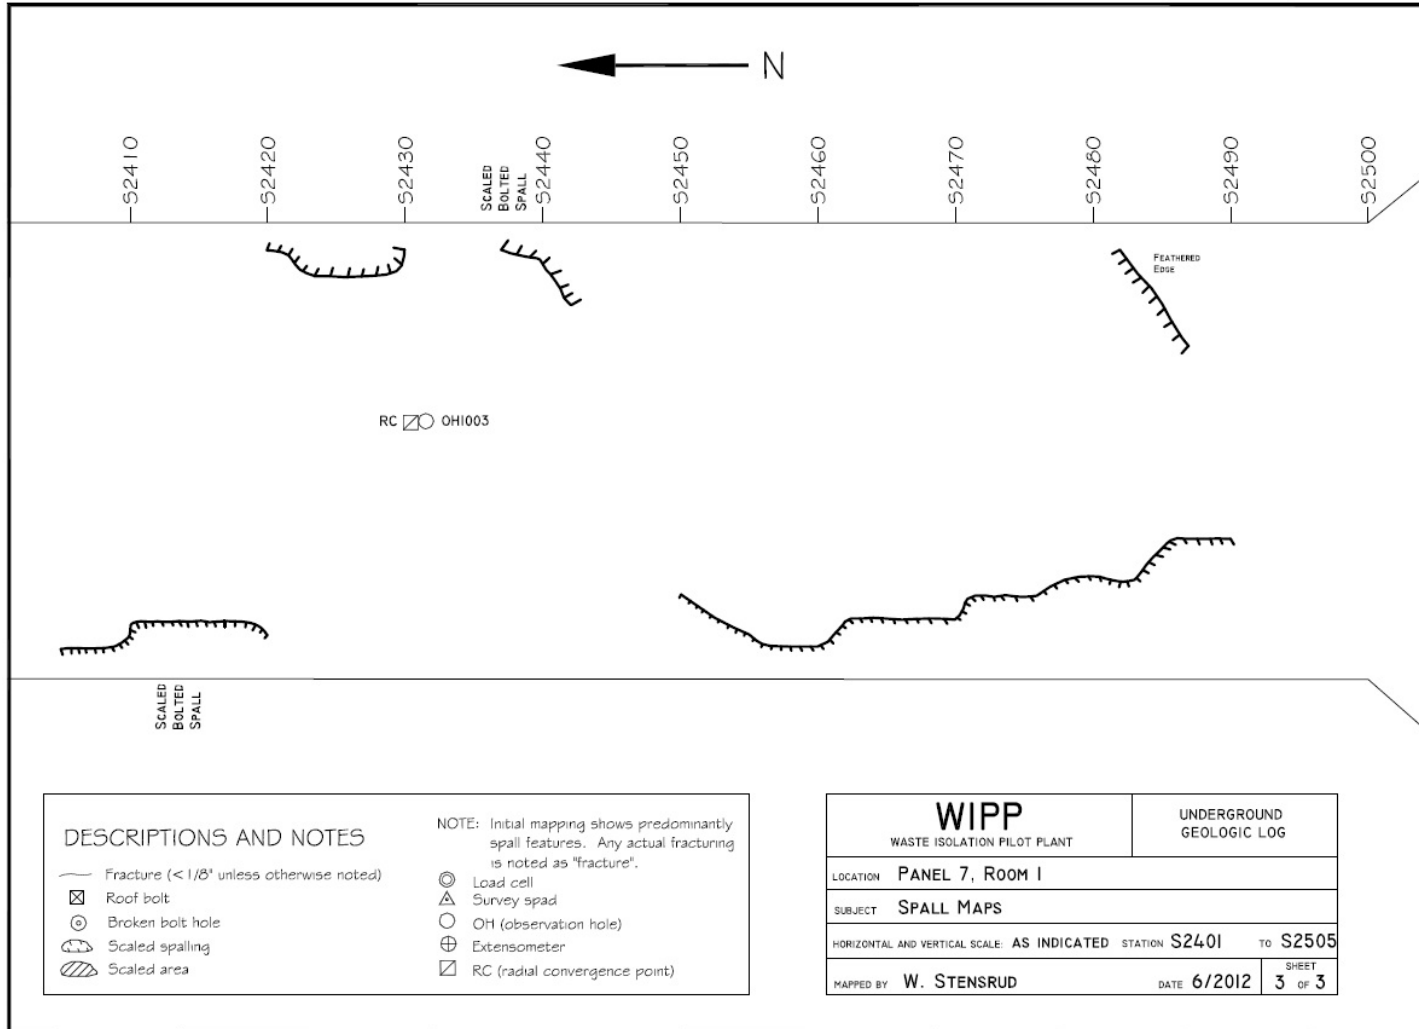 N
S2410
S2420
S2430
SCALED
BOLTED
SPALL
S2440
S2450
S2460
S2470
S2480
S2490
S2500
FEATHERED
EDGE
RC OH1003
SCALED
BOLTED
SPALL
DESCRIPTIONS AND NOTES
Fracture (<1/8" unless otherwise noted)
Roof bolt
Broken bolt hole
Scaled spalling
Scaled area
NOTE: Initial mapping shows predominantly
spall features. Any actual fracturing
is noted as "fracture".
Load cell
Survey spad
OH (observation hole)
Extensometer
RC (radial convergence point)
WIPP
WASTE ISOLATION PILOT PLANT
UNDERGROUND
GEOLOGIC LOG
LOCATION PANEL 7, ROOM 1
SUBJECT SPALL MAPS
HORIZONTAL AND VERTICAL SCALE: AS INDICATED STATION S2401 TO S2505
MAPPED BY W. STENSRUD DATE 6/2012 SHEET
3 OF 3